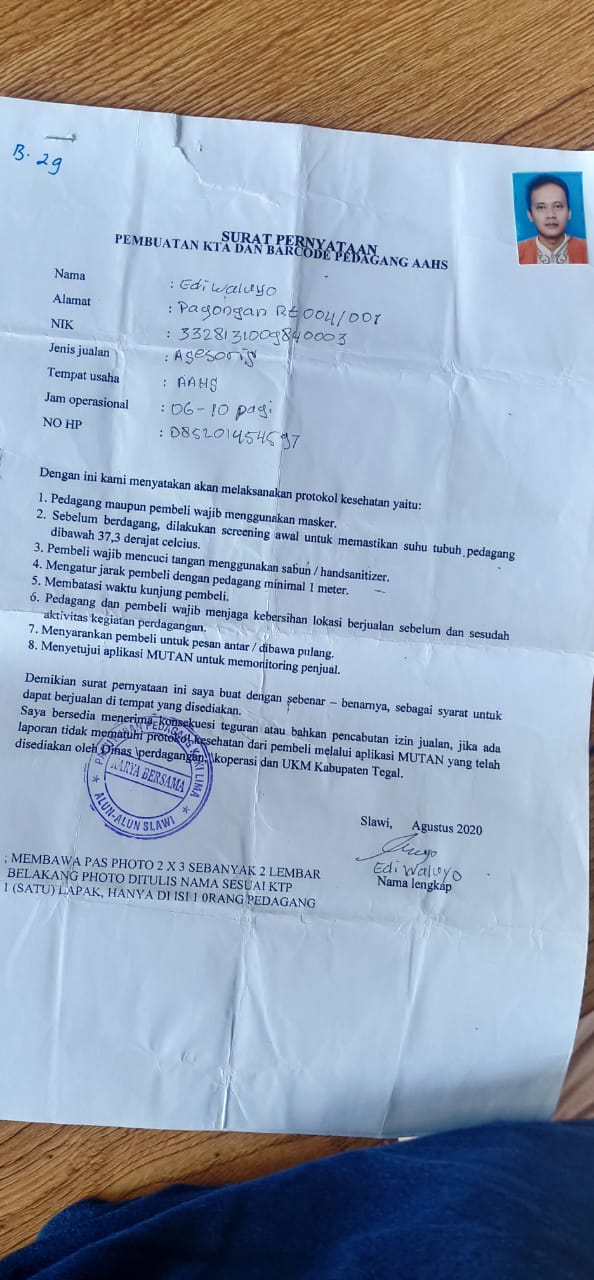 B. 29
SURAT PERNYATAAN
PEMBUATAN KTA DAN BARCODE PEDAGANG AAHS
Nama : Edi Waluyo
Alamat : Pagongan Rt 004/001
NIK : 3328131009840003
Jenis jualan : Asesoris
Tempat usaha : AAHS
Jam operasional : 06-10 pagi
NO HP : 085201454597
Dengan ini kami menyatakan akan melaksanakan protokol kesehatan yaitu:
1. Pedagang maupun pembeli wajib menggunakan masker.
2. Sebelum berdagang, dilakukan screening awal untuk memastikan suhu tubuh pedagang
dibawah 37,3 derajat celcius.
3. Pembeli wajib mencuci tangan menggunakan sabun / handsanitizer.
4. Mengatur jarak pembeli dengan pedagang minimal 1 meter.
5. Membatasi waktu kunjung pembeli.
6. Pedagang dan pembeli wajib menjaga kebersihan lokasi berjualan sebelum dan sesudah
aktivitas kegiatan perdagangan.
7. Menyarankan pembeli untuk pesan antar / dibawa pulang.
8. Menyetujui aplikasi MUTAN untuk memonitoring penjual.
Demikian surat pernyataan ini saya buat dengan sebenar – benarnya, sebagai syarat untuk
dapat berjualan di tempat yang disediakan.
Saya bersedia menerima konsekuesi teguran atau bahkan pencabutan izin jualan, jika ada
laporan tidak mematuhi protokol kesehatan dari pembeli melalui aplikasi MUTAN yang telah
disediakan oleh Dinas \perdagangan, \koperasi dan UKM Kabupaten Tegal.
PEDAGANG KAKI LIMA
KARYA BERSAMA
ALUN-ALUN SLAWI
Slawi, Agustus 2020
Edi Waluyo
Nama lengkap
; MEMBAWA PAS PHOTO 2 X 3 SEBANYAK 2 LEMBAR
BELAKANG PHOTO DITULIS NAMA SESUAI KTP
1 (SATU) LAPAK, HANYA DI ISI 1 0RANG PEDAGANG